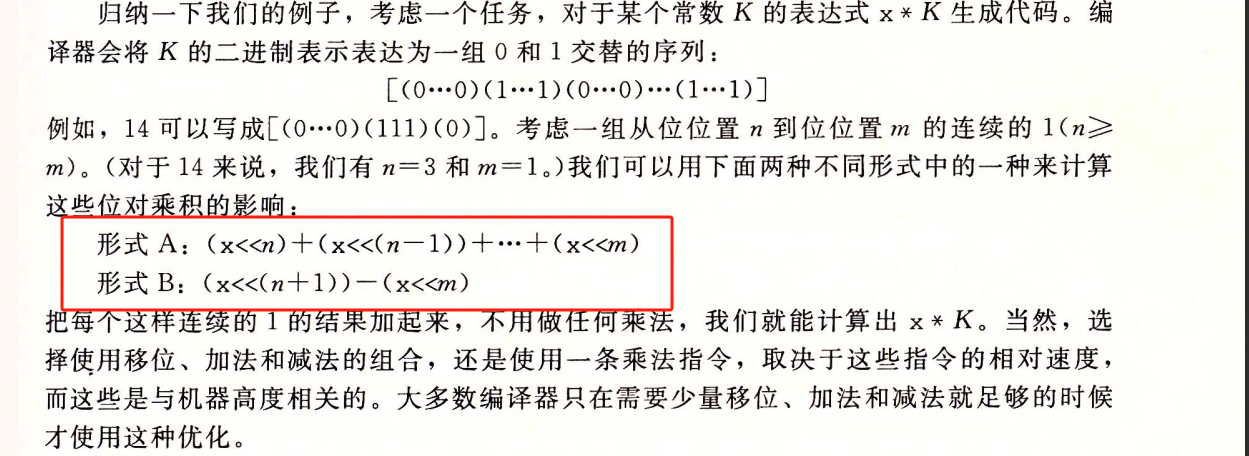 归纳一下我们的例子，考虑一个任务，对于某个常数 K 的表达式 x * K 生成代码。编
译器会将 K 的二进制表示表达为一组 0 和 1 交替的序列：
[(0…0)(1…1)(0…0)…(1…1)]
例如，14 可以写成[(0…0)(111)(0)]。考虑一组从位位置 n 到位位置 m 的连续的 1(n≥
m)。(对于 14 来说，我们有 n=3 和 m=1。)我们可以用下面两种不同形式中的一种来计算
这些位对乘积的影响：
形式 A：(x<<n)+(x<<(n-1))+…+(x<<m)
形式 B：(x<<(n+1))-(x<<m)
把每个这样连续的 1 的结果加起来，不用做任何乘法，我们就能计算出 x * K。当然，选
择使用移位、加法和减法的组合，还是使用一条乘法指令，取决于这些指令的相对速度，
而这些是与机器高度相关的。大多数编译器只在需要少量移位、加法和减法就足够的时候
才使用这种优化。